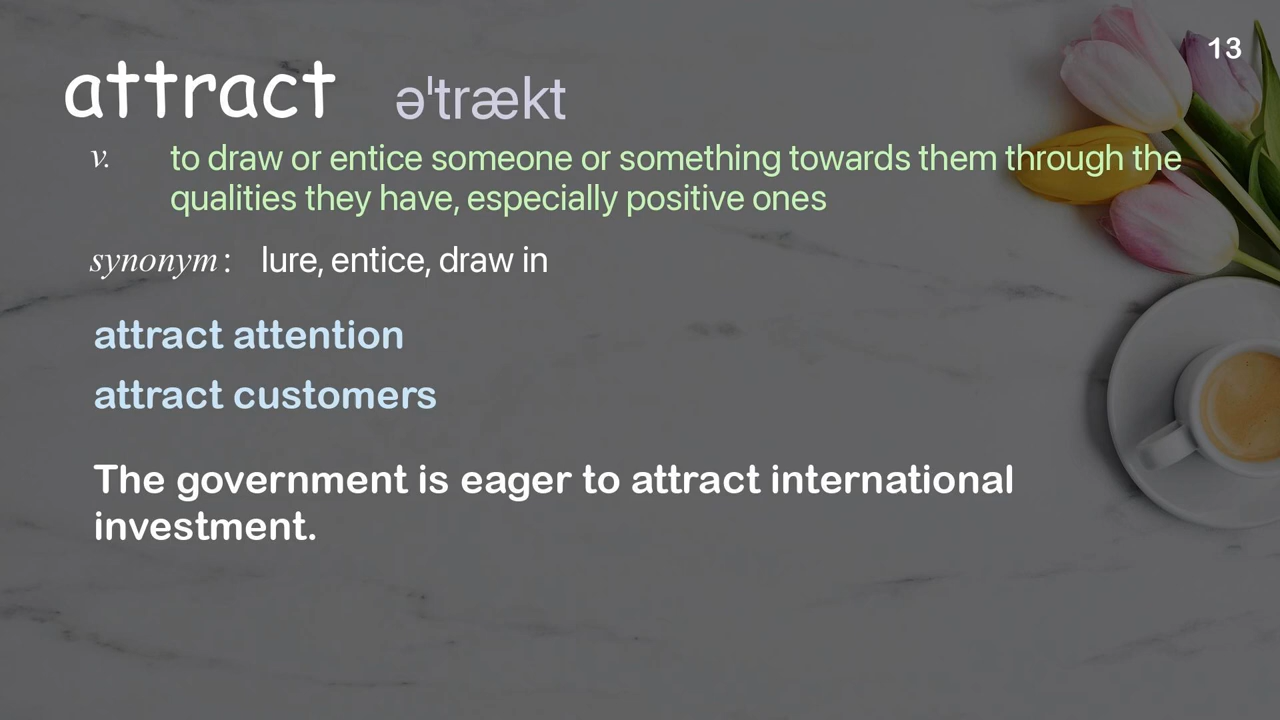 13
attract əˈtrækt
v. to draw or entice someone or something towards them through the
qualities they have, especially positive ones
synonym : lure, entice, draw in
attract attention
attract customers
The government is eager to attract international
investment.